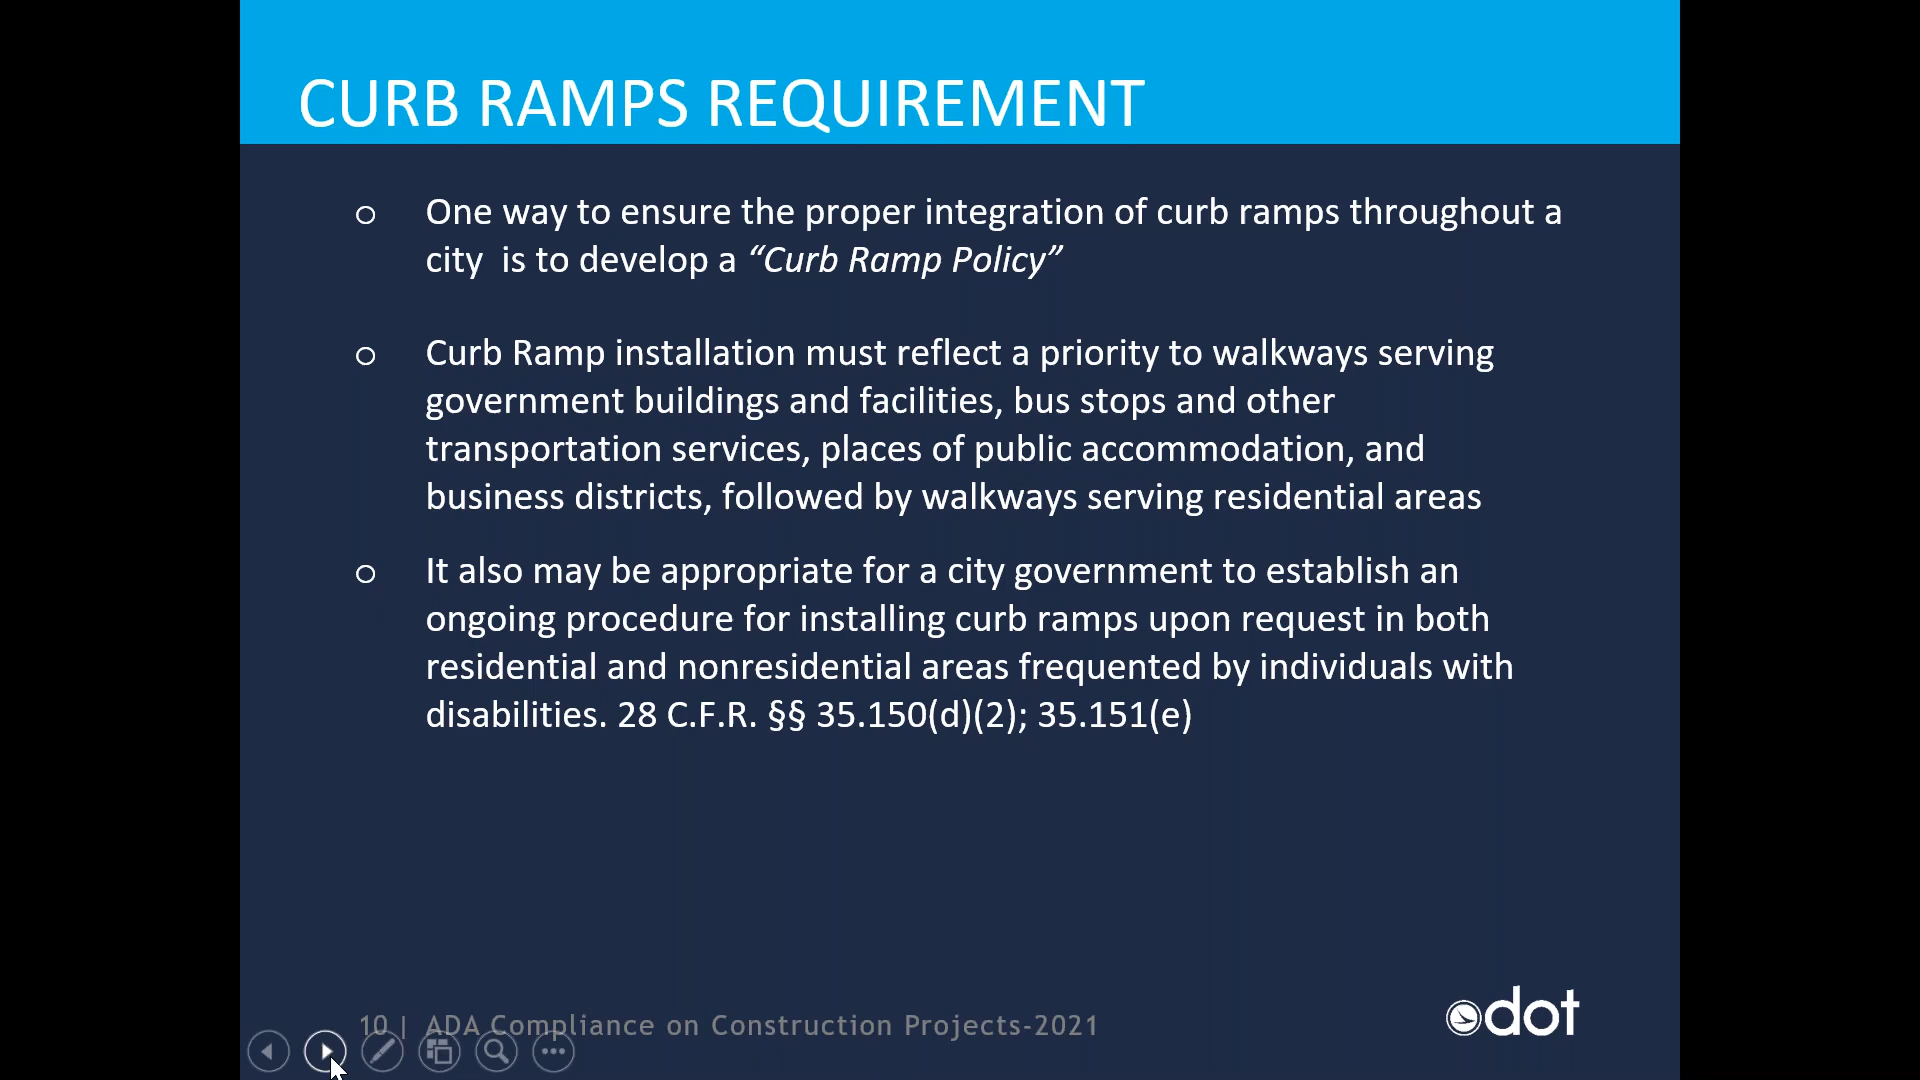 CURB RAMPS REQUIREMENT
o One way to ensure the proper integration of curb ramps throughout a
city  is to develop a “Curb Ramp Policy”
o Curb Ramp installation must reflect a priority to walkways serving
government buildings and facilities, bus stops and other
transportation services, places of public accommodation, and
business districts, followed by walkways serving residential areas
o It also may be appropriate for a city government to establish an
ongoing procedure for installing curb ramps upon request in both
residential and nonresidential areas frequented by individuals with
disabilities. 28 C.F.R. §§ 35.150(d)(2); 35.151(e)
10 | ADA Compliance on Construction Projects-2021
odot